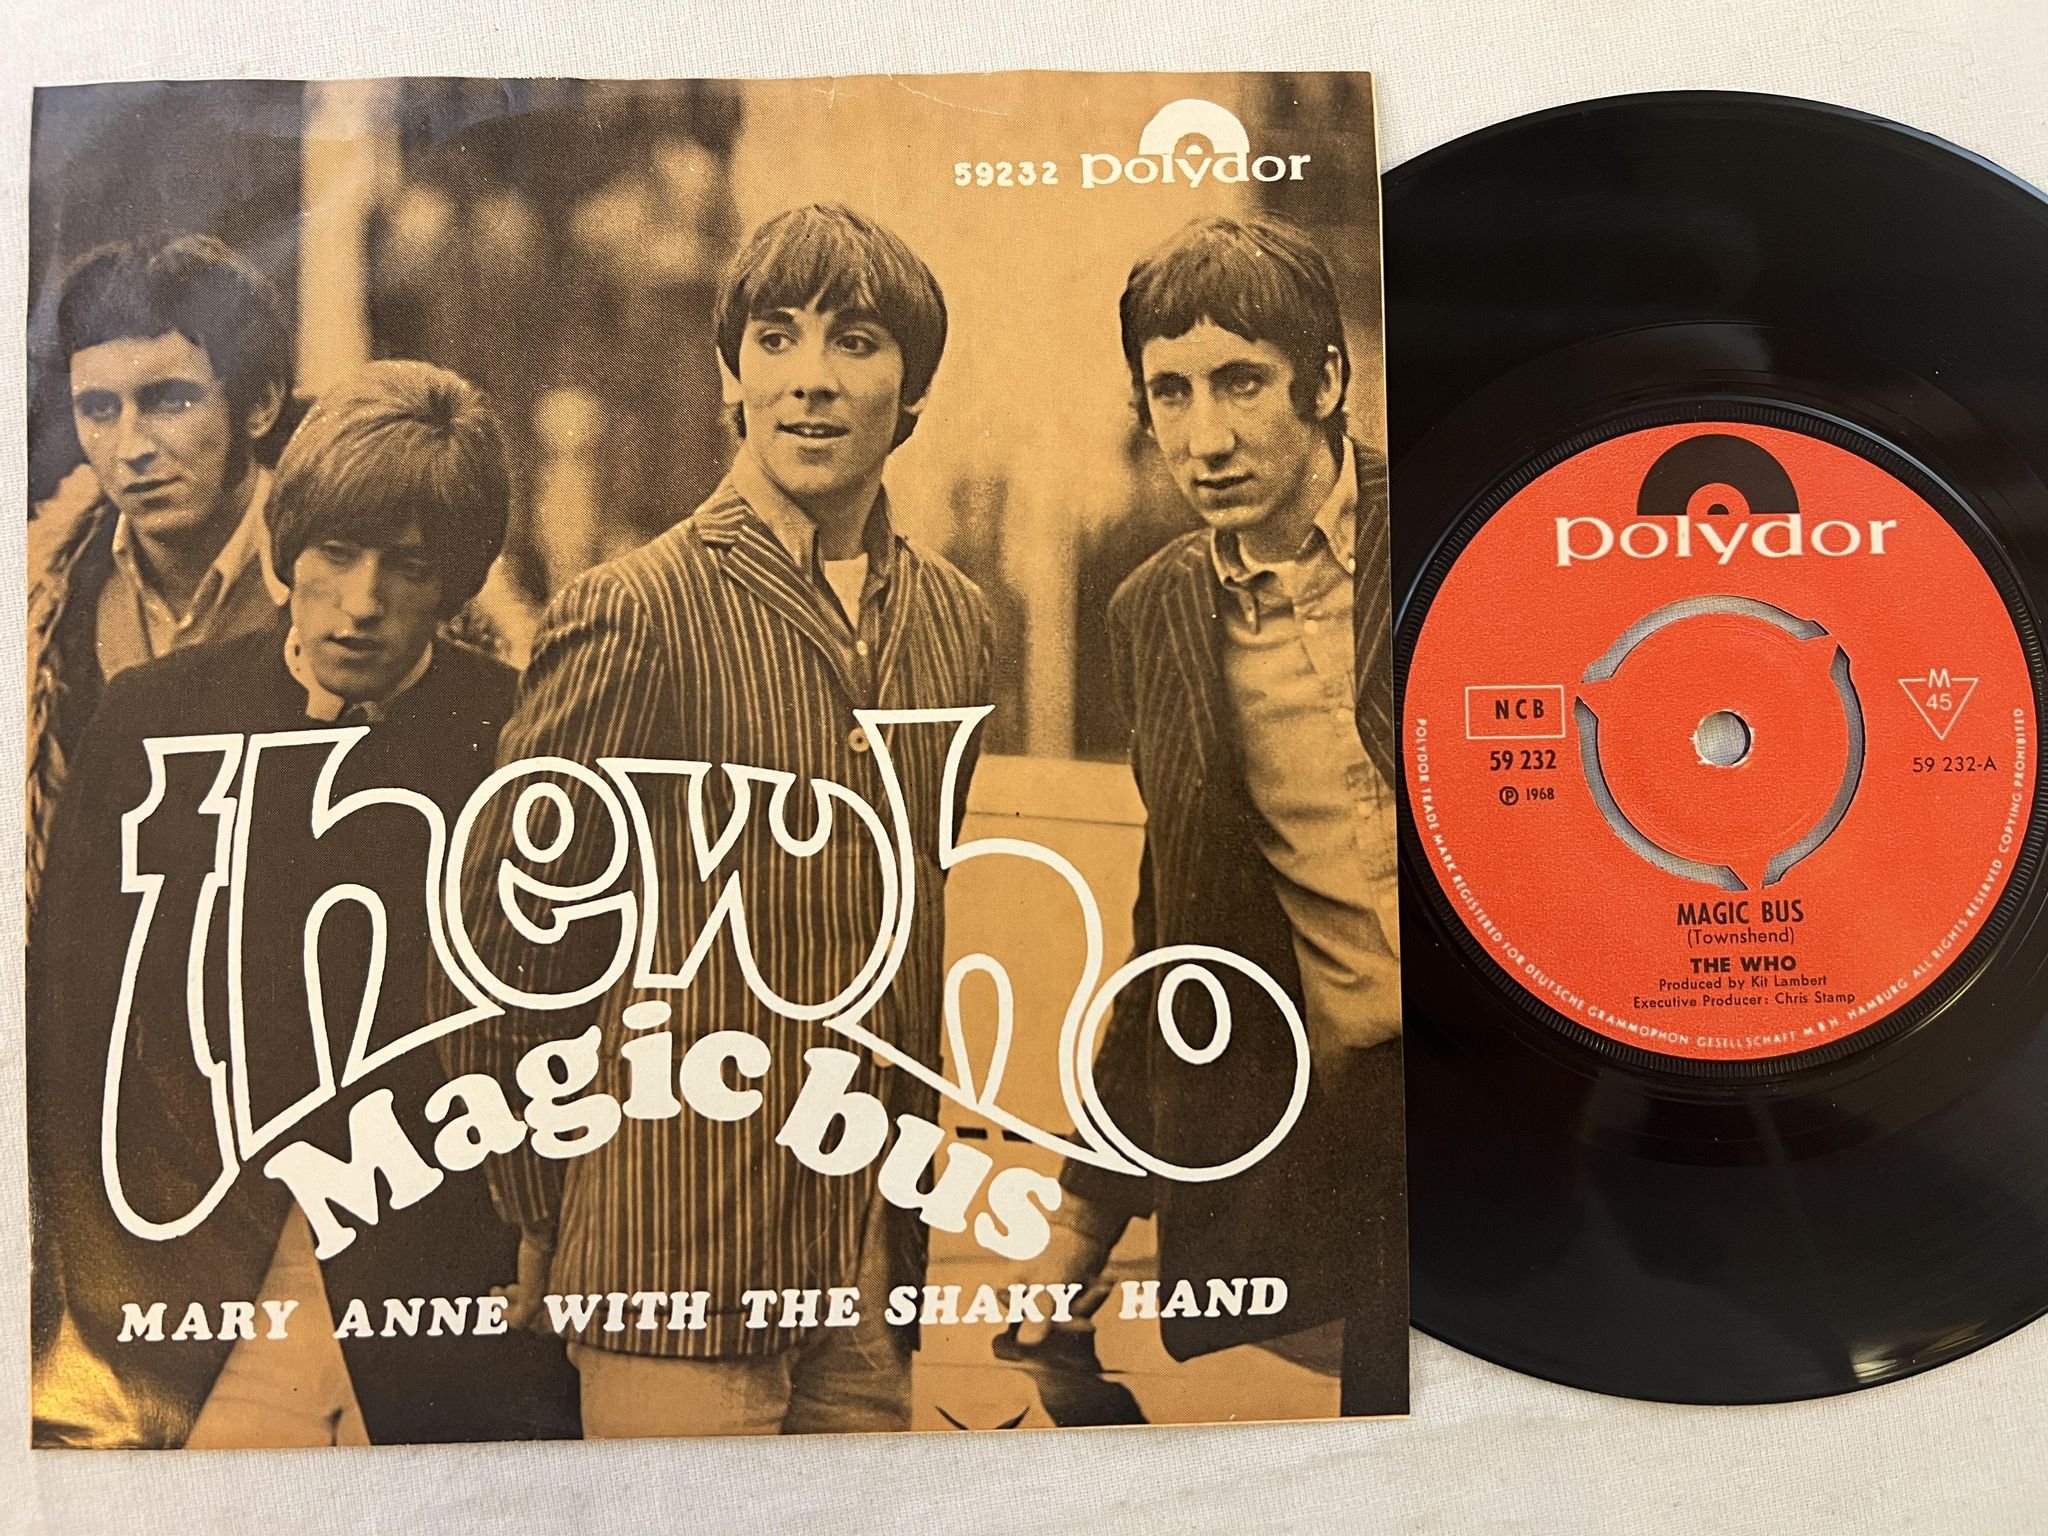 59232 polydor
the who
Magic bus
MARY ANNE WITH THE SHAKY HAND
polydor
NCB
59 232
℗ 1968
M
45
59 232-A
MAGIC BUS
(Townshend)
THE WHO
Produced by Kit Lambert
Executive Producer: Chris Stamp
POLYDOR TRADE MARK REGISTERED FOR DEUTSCHE GRAMMOPHON GESELLSCHAFT M B H HAMBURG ALL RIGHTS RESERVED COPYING PROHIBITED